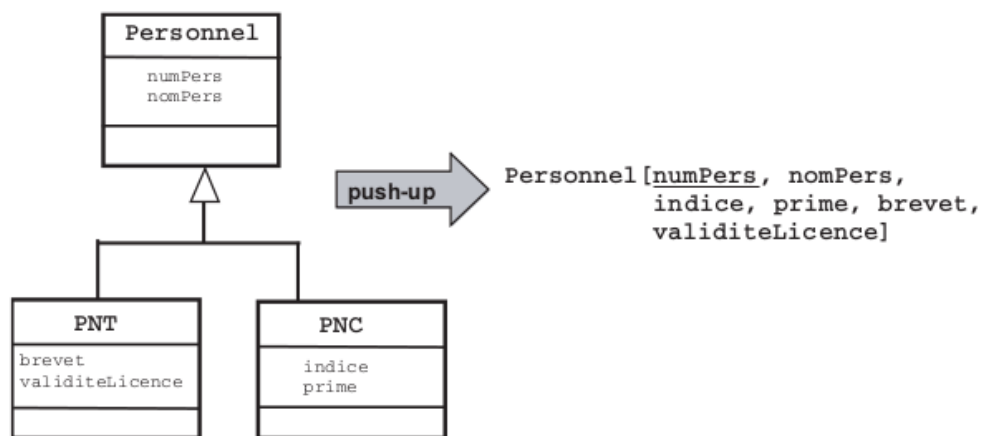 Personnel
numPers
nomPers
push-up
Personnel[numPers, nomPers,
indice, prime, brevet,
validiteLicence]
PNT
brevet
validiteLicence
PNC
indice
prime